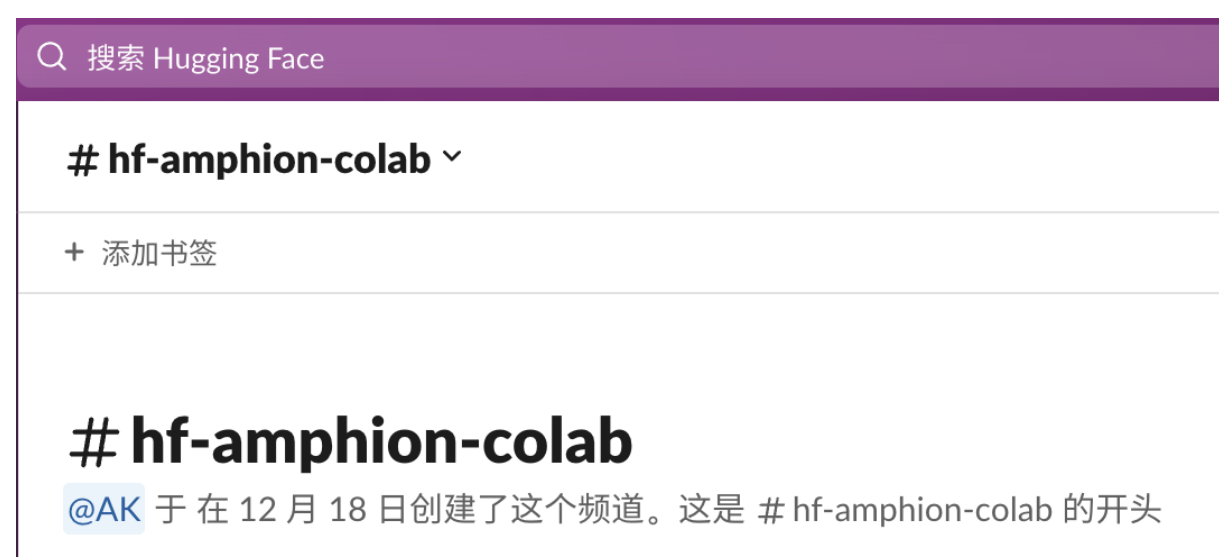 搜索 Hugging Face
# hf-amphion-colab
+ 添加书签
# hf-amphion-colab
@AK 于 在 12 月 18 日创建了这个频道。这是 # hf-amphion-colab 的开头